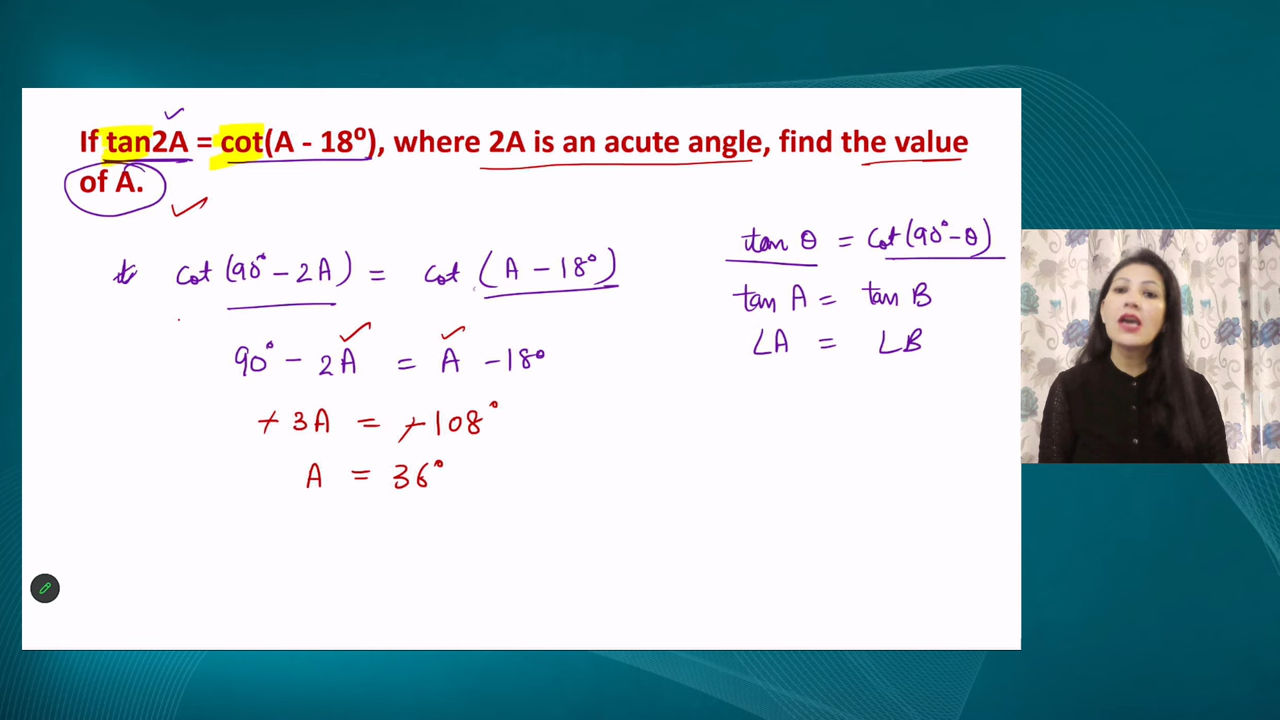 If tan2A = cot(A - 18⁰), where 2A is an acute angle, find the value
of A.
cot (90° - 2A) = cot (A - 18°)
90° - 2A = A - 18°
- 3A = - 108°
A = 36°
tan θ = cot(90° - θ)
tan A = tan B
∠A = ∠B